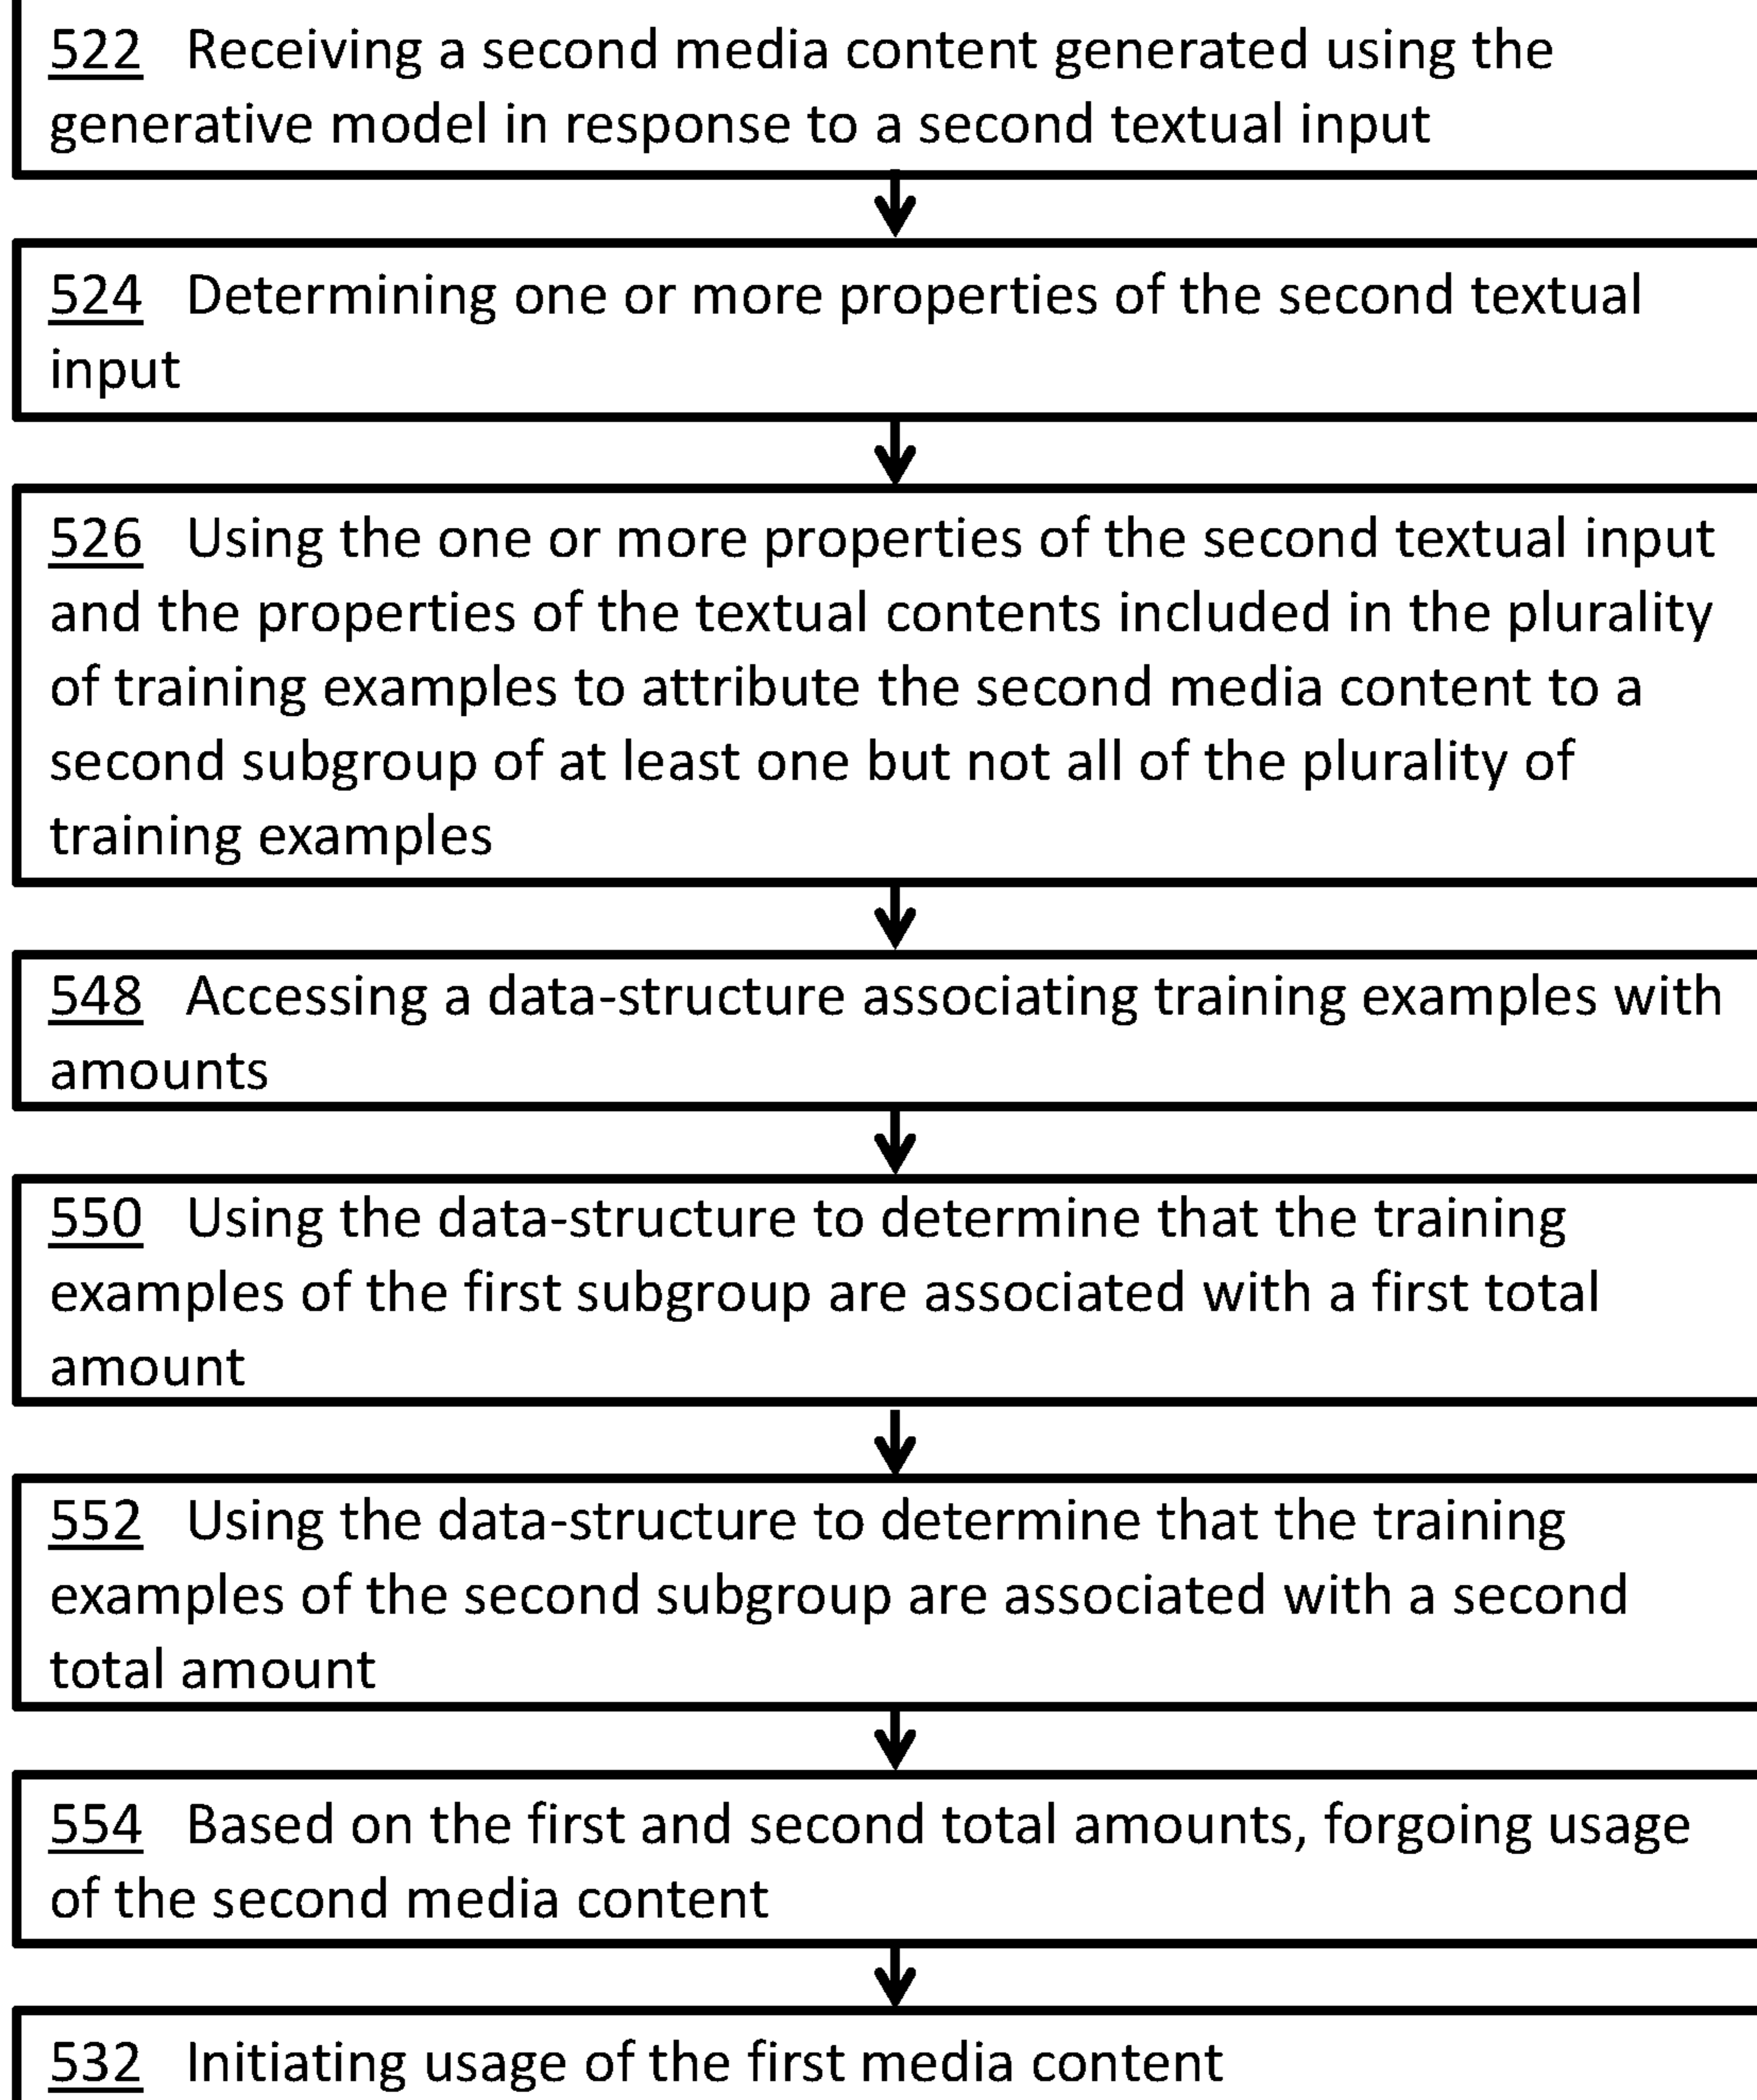 522 Receiving a second media content generated using the
generative model in response to a second textual input
524 Determining one or more properties of the second textual
input
526 Using the one or more properties of the second textual input
and the properties of the textual contents included in the plurality
of training examples to attribute the second media content to a
second subgroup of at least one but not all of the plurality of
training examples
548 Accessing a data-structure associating training examples with
amounts
550 Using the data-structure to determine that the training
examples of the first subgroup are associated with a first total
amount
552 Using the data-structure to determine that the training
examples of the second subgroup are associated with a second
total amount
554 Based on the first and second total amounts, forgoing usage
of the second media content
532 Initiating usage of the first media content